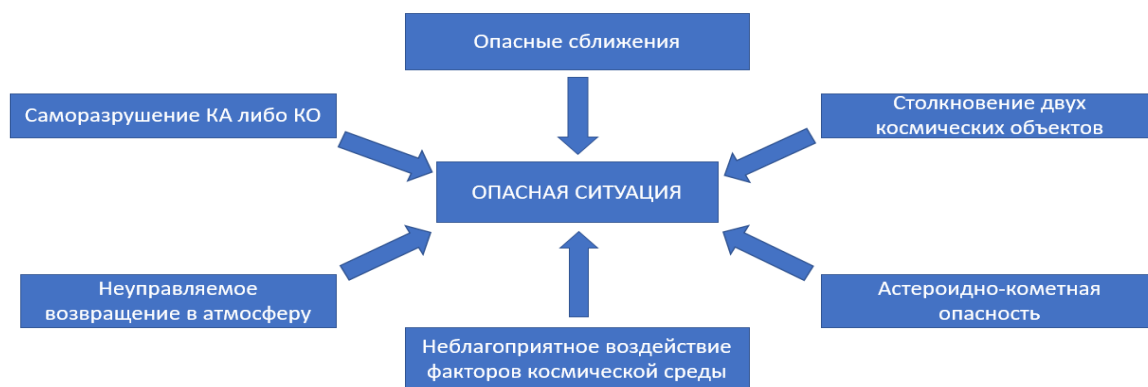 Опасные сближения
Саморазрушение КА либо КО
Столкновение двух
космических объектов
ОПАСНАЯ СИТУАЦИЯ
Неуправляемое
возвращение в атмосферу
Астероидно-кометная
опасность
Неблагоприятное воздействие
факторов космической среды